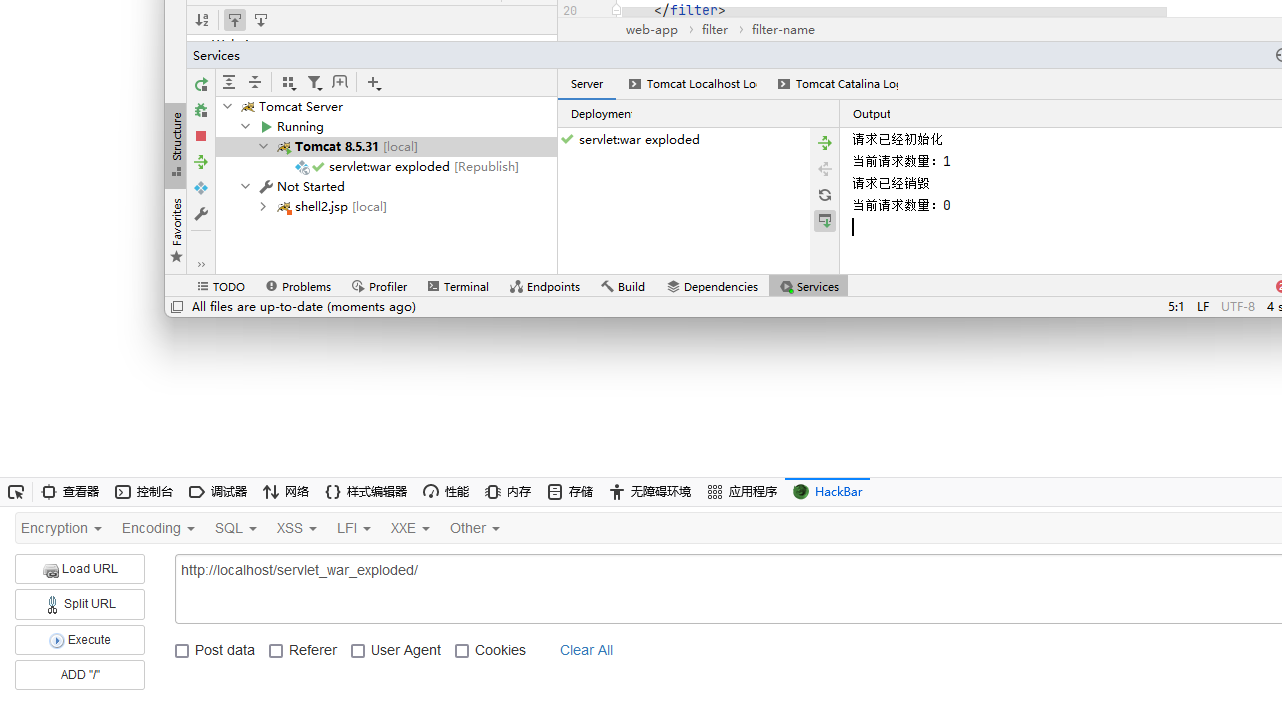 20 </filter>
web-app › filter › filter-name
Services
Server Tomcat Localhost Lo Tomcat Catalina Log
Tomcat Server
Deployment Output
Running
Tomcat 8.5.31 [local]
servlet:war exploded
请求已经初始化
servlet:war exploded [Republish]
当前请求数量：1
Not Started
请求已经销毁
shell2.jsp [local]
当前请求数量：0
Structure
Favorites
TODO Problems Profiler Terminal Endpoints Build Dependencies Services
All files are up-to-date (moments ago) 5:1 LF UTF-8 4 s
查看器 控制台 调试器 网络 样式编辑器 性能 内存 存储 无障碍环境 应用程序 HackBar
Encryption Encoding SQL XSS LFI XXE Other
Load URL
http://localhost/servlet_war_exploded/
Split URL
Execute
Post data Referer User Agent Cookies Clear All
ADD "/"